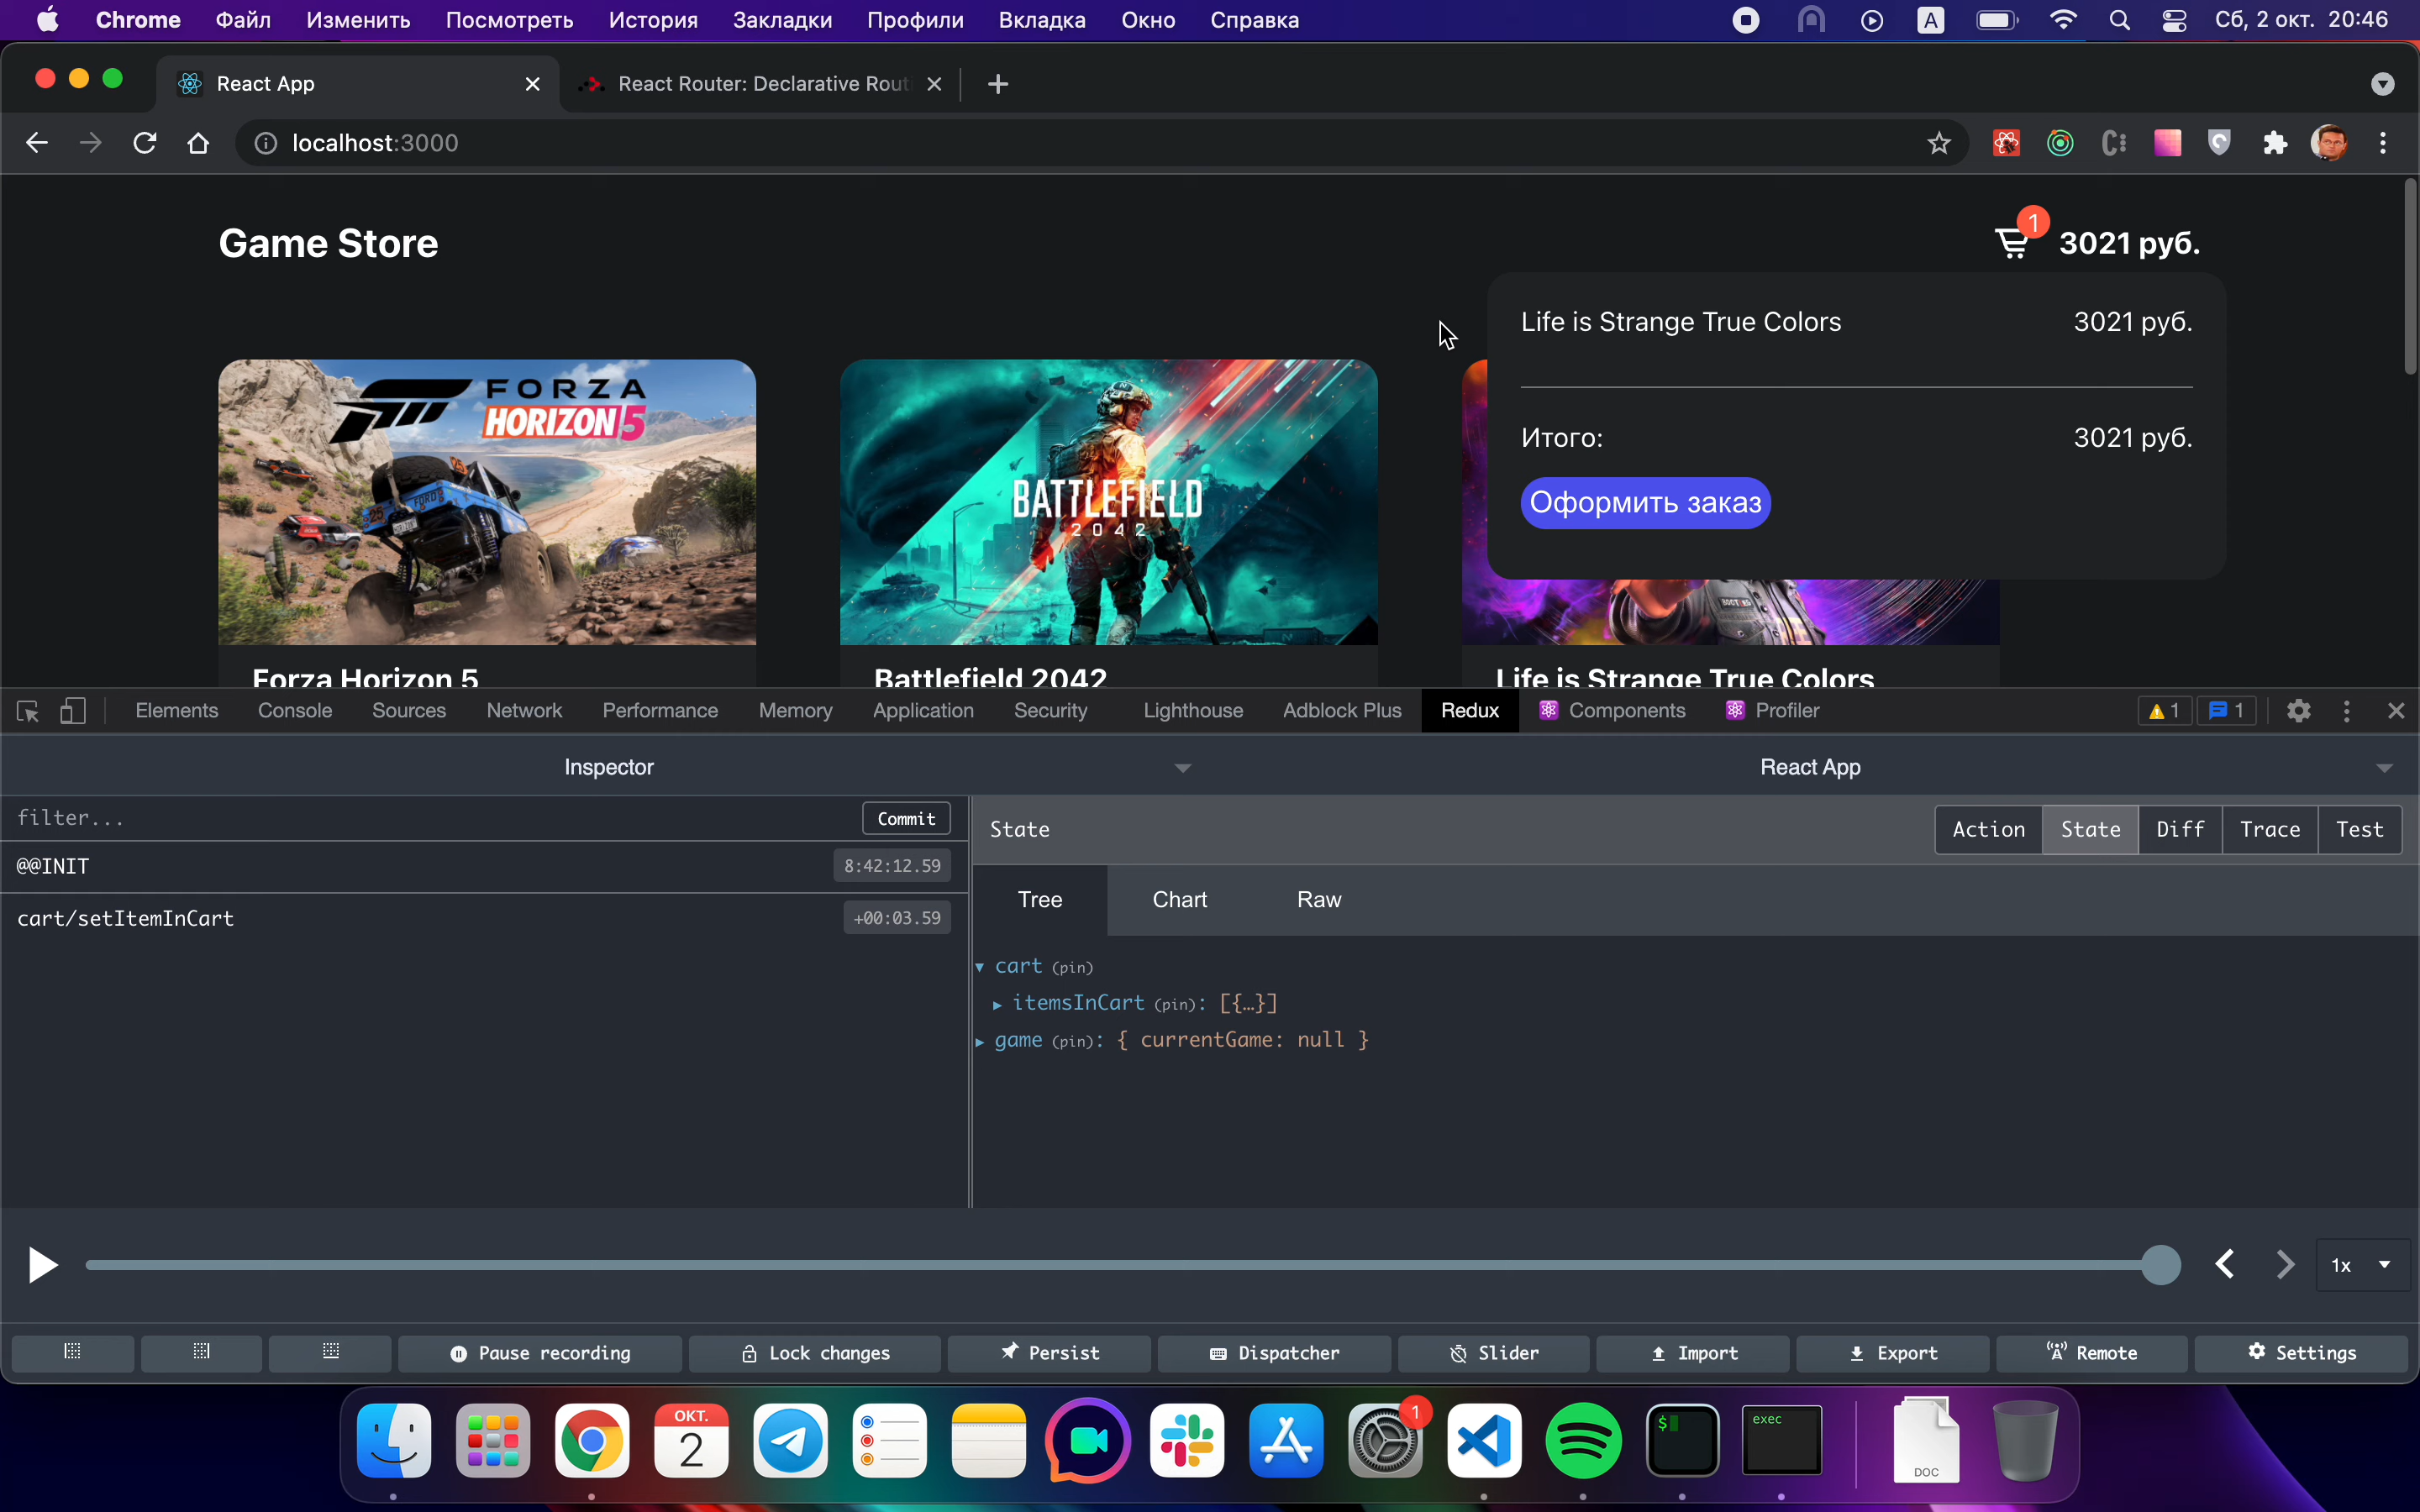 Chrome Файл Изменить Посмотреть История Закладки Профили Вкладка Окно Справка A Сб, 2 окт. 20:46
React App React Router: Declarative Rout
localhost:3000
Game Store
1
3021 руб.
Life is Strange True Colors 3021 руб.
Итого: 3021 руб.
Оформить заказ
FORZA
HORIZON 5
BATTLEFIELD
2042
Forza Horizon 5
Battlefield 2042
Life is Strange True Colors
Elements Console Sources Network Performance Memory Application Security Lighthouse Adblock Plus Redux Components Profiler 1 1
Inspector React App
filter... Commit
@@INIT 8:42:12.59
cart/setItemInCart +00:03.59
State Action State Diff Trace Test
Tree Chart Raw
cart (pin)
itemsInCart (pin): [{…}]
game (pin): { currentGame: null }
1x
Pause recording Lock changes Persist Dispatcher Slider Import Export Remote Settings
ОКТ.
2
1
$
exec
DOC